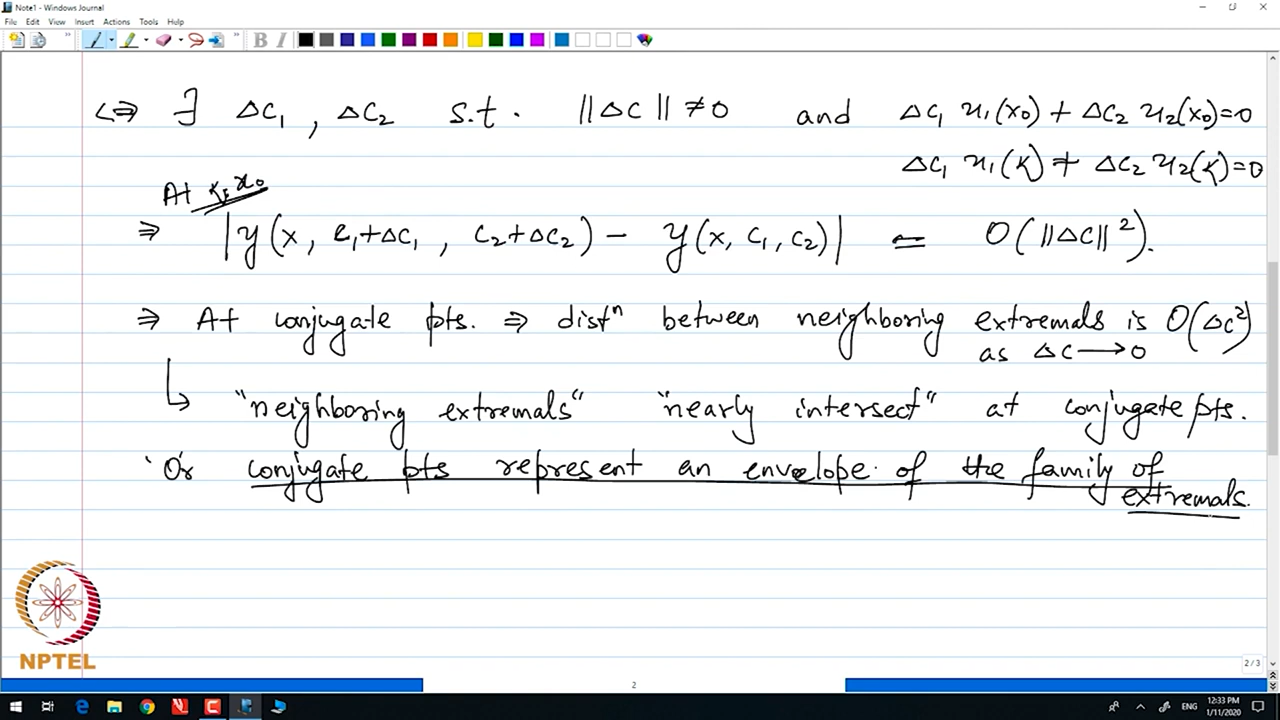 Note1 - Windows Journal
File Edit View Insert Actions Tools Help
⇔ ∃ Δc₁ , Δc₂ s.t. ||Δc|| ≠ 0 and Δc₁ u₁(x₀) + Δc₂ u₂(x₀) = 0
Δc₁ u₁(κ) + Δc₂ u₂(κ) = 0
At κ, x₀
⇒ |y(x, c₁+Δc₁, c₂+Δc₂) - y(x, c₁, c₂)| = O(||Δc||²).
⇒ At conjugate pts. ⇒ distⁿ between neighboring extremals is O(Δc²)
as Δc → 0
"neighboring extremals" "nearly intersect" at conjugate pts.
Or conjugate pts represent an envelope of the family of
extremals.
NPTEL
2 / 3
2
ENG
12:33 PM
1/11/2020